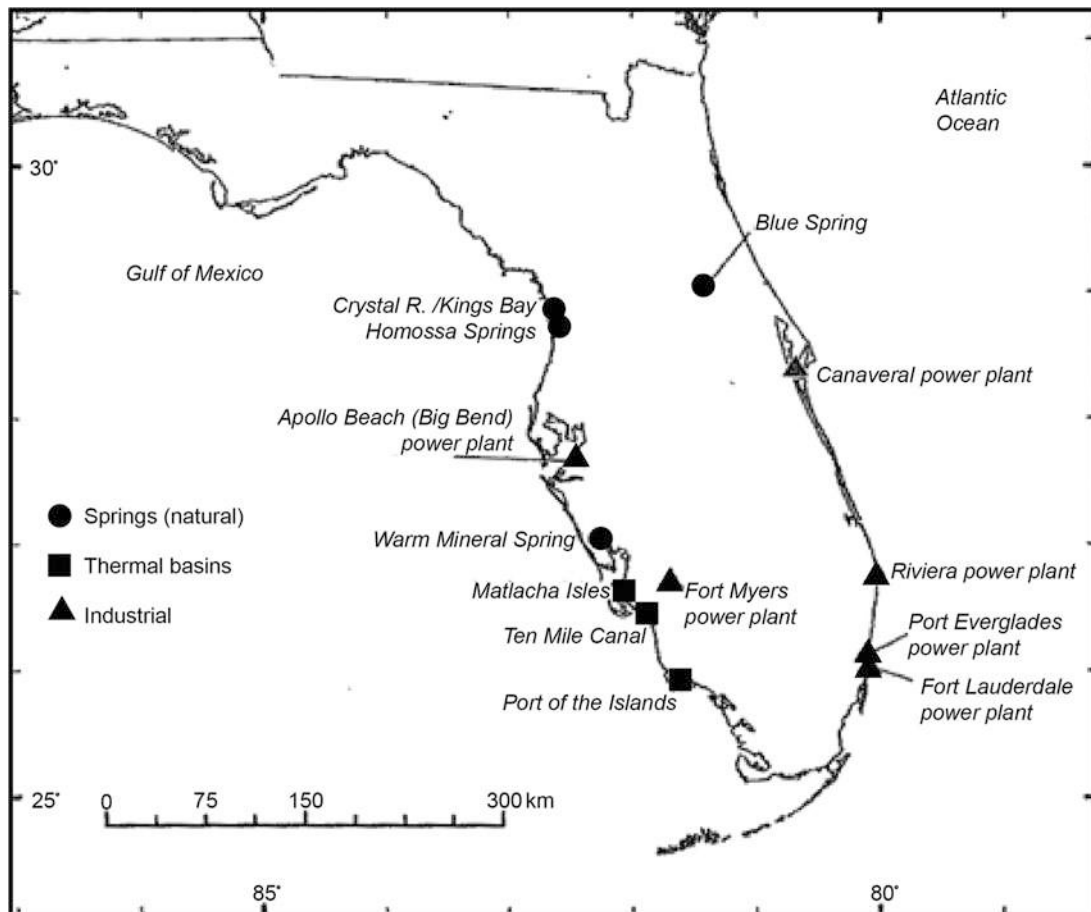 Atlantic
Ocean
30°
Blue Spring
Gulf of Mexico
Crystal R. /Kings Bay
Homossa Springs
Canaveral power plant
Apollo Beach (Big Bend)
power plant
Springs (natural)
Thermal basins
Industrial
Warm Mineral Spring
Matlacha Isles
Ten Mile Canal
Port of the Islands
Fort Myers
power plant
Riviera power plant
Port Everglades
power plant
Fort Lauderdale
power plant
25°
0 75 150 300 km
85° 80°